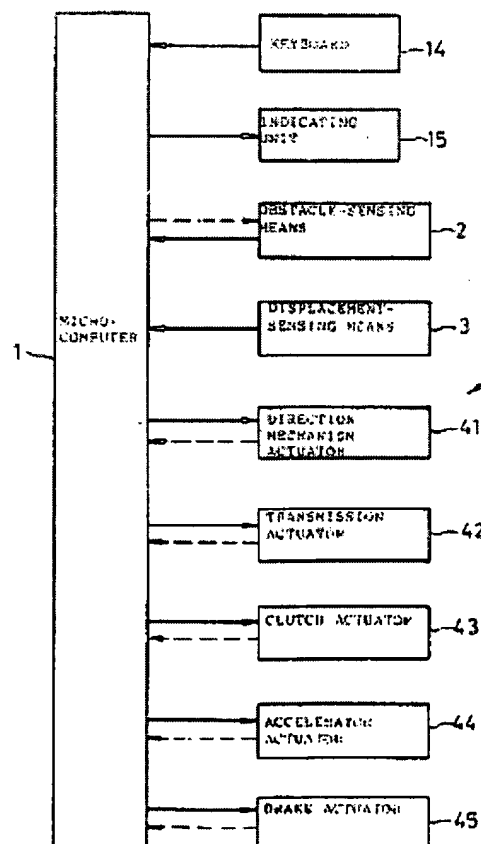 KEYBOARD
14
INDICATING
UNIT
15
OBSTACLE-SENSING
MEANS
2
DISPLACEMENT-
SENSING MEANS
3
MICRO-
COMPUTER
1
DIRECTION
MECHANISM
ACTUATOR
41
TRANSMISSION
ACTUATOR
42
CLUTCH ACTUATOR
43
ACCELERATOR
ACTUATOR
44
BRAKE ACTUATOR
45